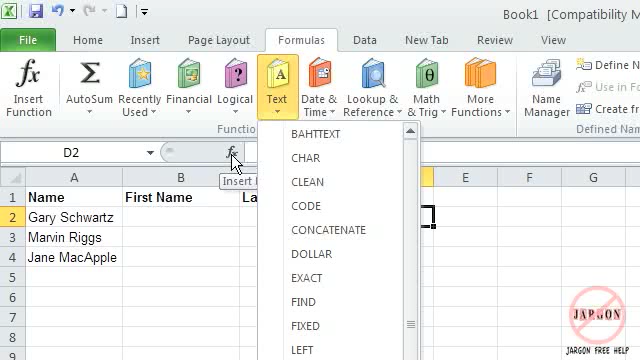 Book1  [Compatibility M
File Home Insert Page Layout Formulas Data Review View New Tab
fx Σ A ? θ
Insert Function AutoSum Recently Used Financial Logical Text Date & Time Lookup & Reference Math & Trig More Functions Name Manager
Define N
Use in Fo
Create fr
Functio
Defined Nam
D2 fx
Insert
A B E F G
1 Name First Name La
2 Gary Schwartz
3 Marvin Riggs
4 Jane MacApple
5
6
7
8
9
BAHTTEXT
CHAR
CLEAN
CODE
CONCATENATE
DOLLAR
EXACT
FIND
FIXED
LEFT
JARGON
JARGON FREE HELP